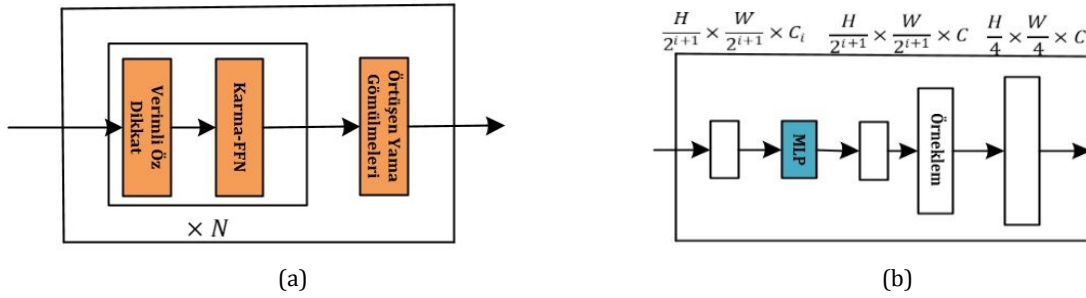 Verimli Öz
Dikkat
Karma-FFN
Örtüşen Yama
Gömülmeleri
× N
(a)
H/2^{i+1} × W/2^{i+1} × C_i
H/2^{i+1} × W/2^{i+1} × C
H/4 × W/4 × C
MLP
Örneklem
(b)